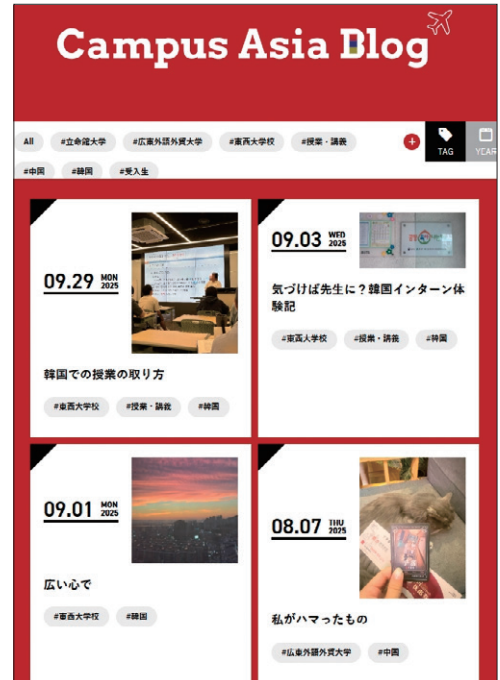 Campus Asia Blog
All #立命館大学 #広東外語外貿大学 #東西大学校 #授業・講義
#中国 #韓国 #受入生
TAG
YEAR
09.29 MON 2025
韓国での授業の取り方
#東西大学校 #授業・講義 #韓国
09.03 WED 2025
気づけば先生に?韓国インターン体
験記
#東西大学校 #授業・講義 #韓国
09.01 MON 2025
広い心で
#東西大学校 #韓国
08.07 THU 2025
私がハマったもの
#広東外語外貿大学 #中国